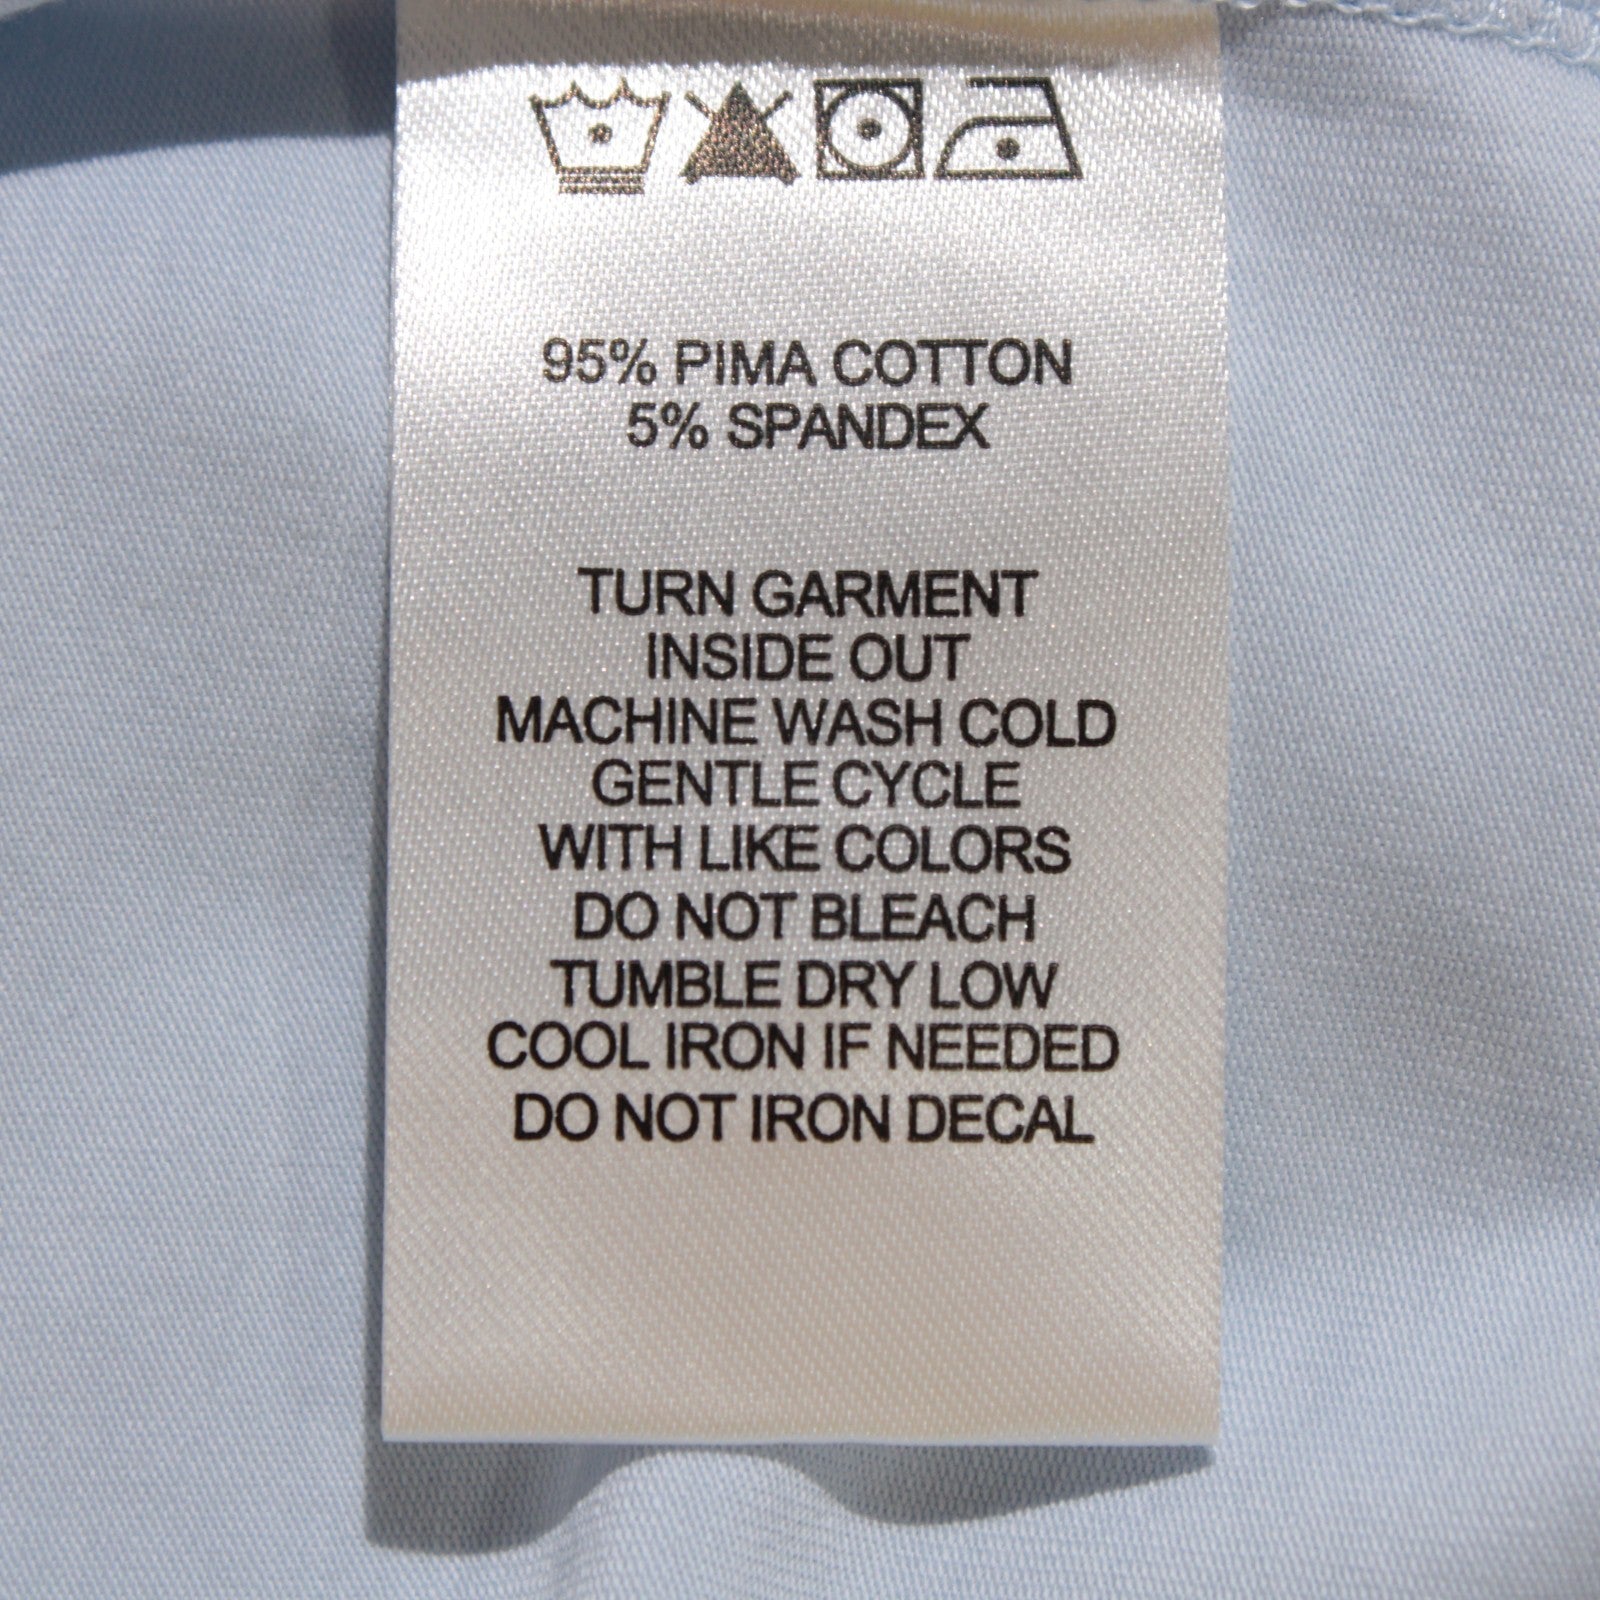 95% PIMA COTTON
5% SPANDEX
TURN GARMENT
INSIDE OUT
MACHINE WASH COLD
GENTLE CYCLE
WITH LIKE COLORS
DO NOT BLEACH
TUMBLE DRY LOW
COOL IRON IF NEEDED
DO NOT IRON DECAL